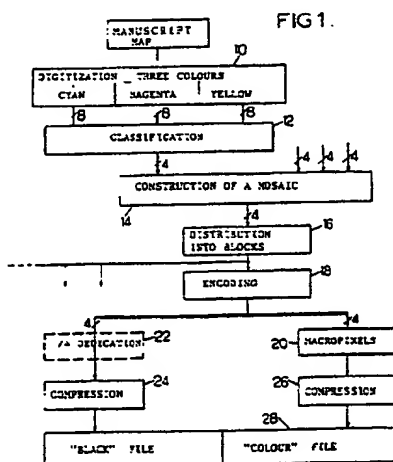 FIG1.
MANUSCRIPT
MAP
10
DIGITIZATION THREE COLOURS
CYAN MAGENTA YELLOW
8 8 8
12
CLASSIFICATION
4 4 4 4
CONSTRUCTION OF A MOSAIC
14
4
16
DISTRIBUTION
INTO BLOCKS
18
ENCODING
4 22 4
DEDICATION 20 MACROPIXELS
24 26
COMPRESSION COMPRESSION
28
"BLACK" FILE "COLOUR" FILE